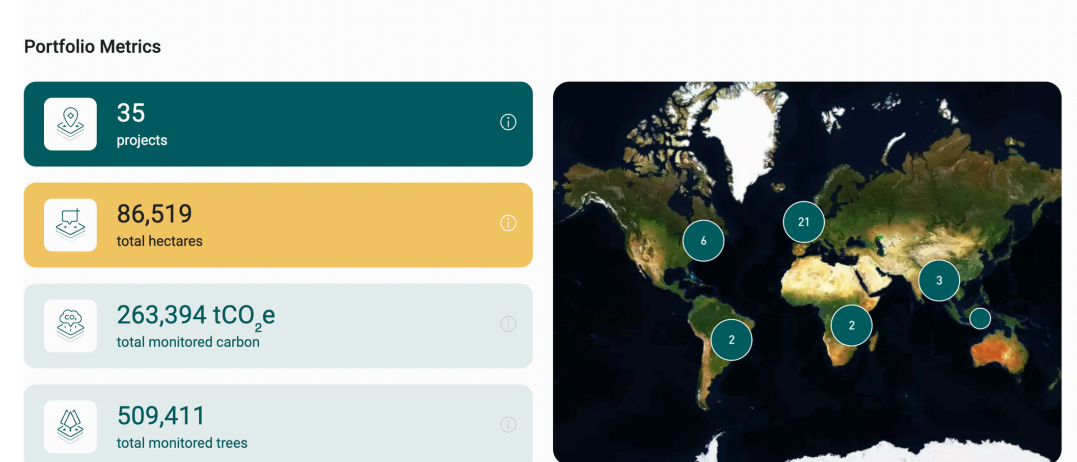 Portfolio Metrics
35
projects
86,519
total hectares
CO₂
263,394 tCO₂e
total monitored carbon
509,411
total monitored trees
6
21
3
2
2